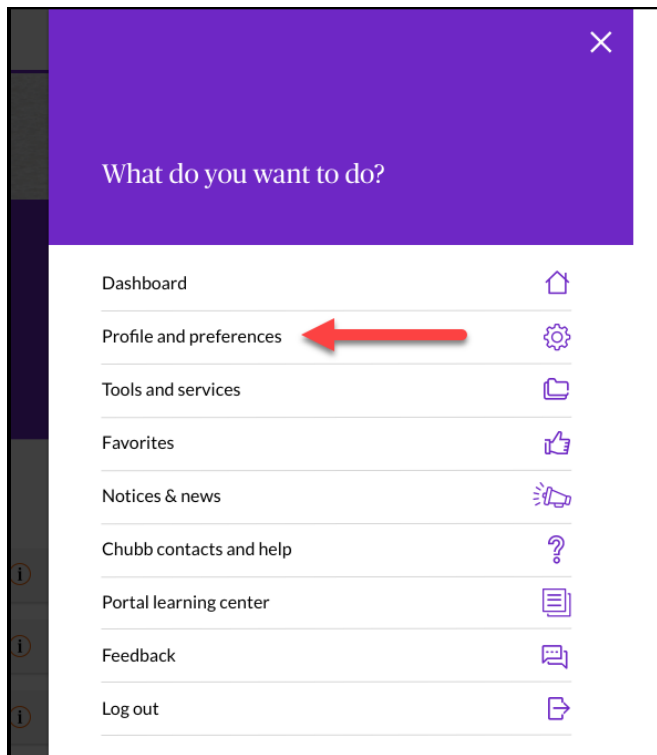 What do you want to do?
Dashboard
Profile and preferences
Tools and services
Favorites
Notices & news
Chubb contacts and help
Portal learning center
Feedback
Log out